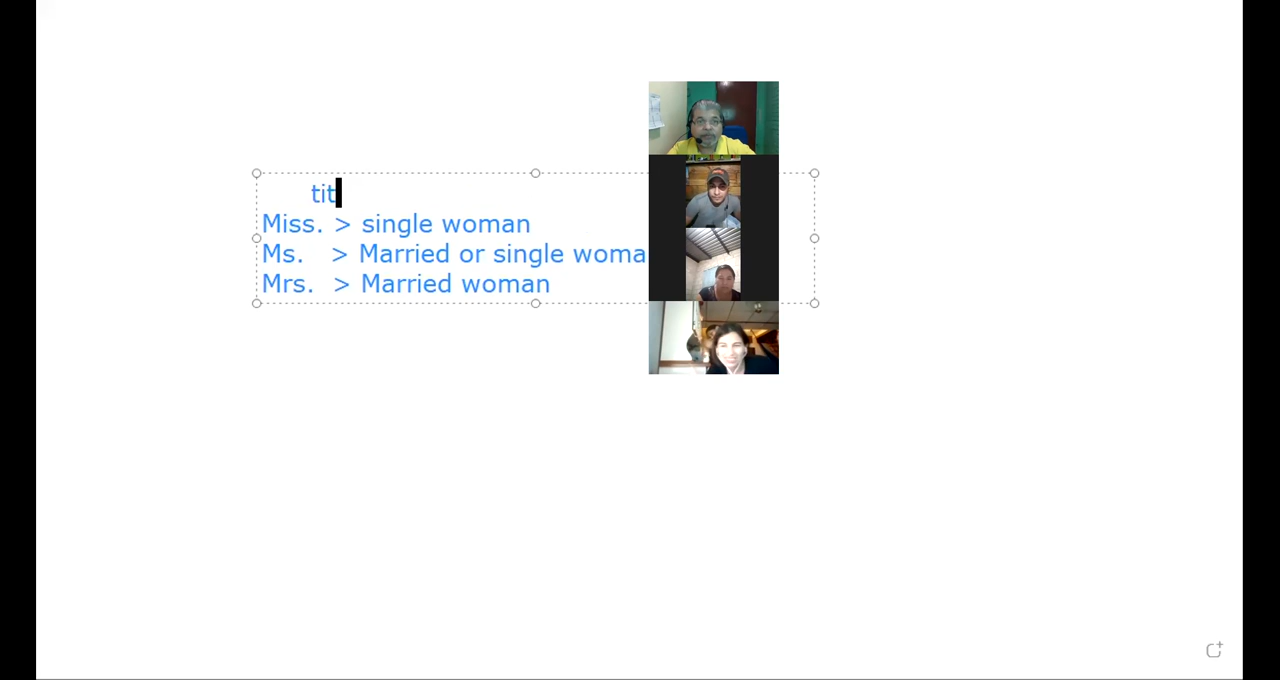 tit
Miss. > single woman
Ms. > Married or single woma
Mrs. > Married woman